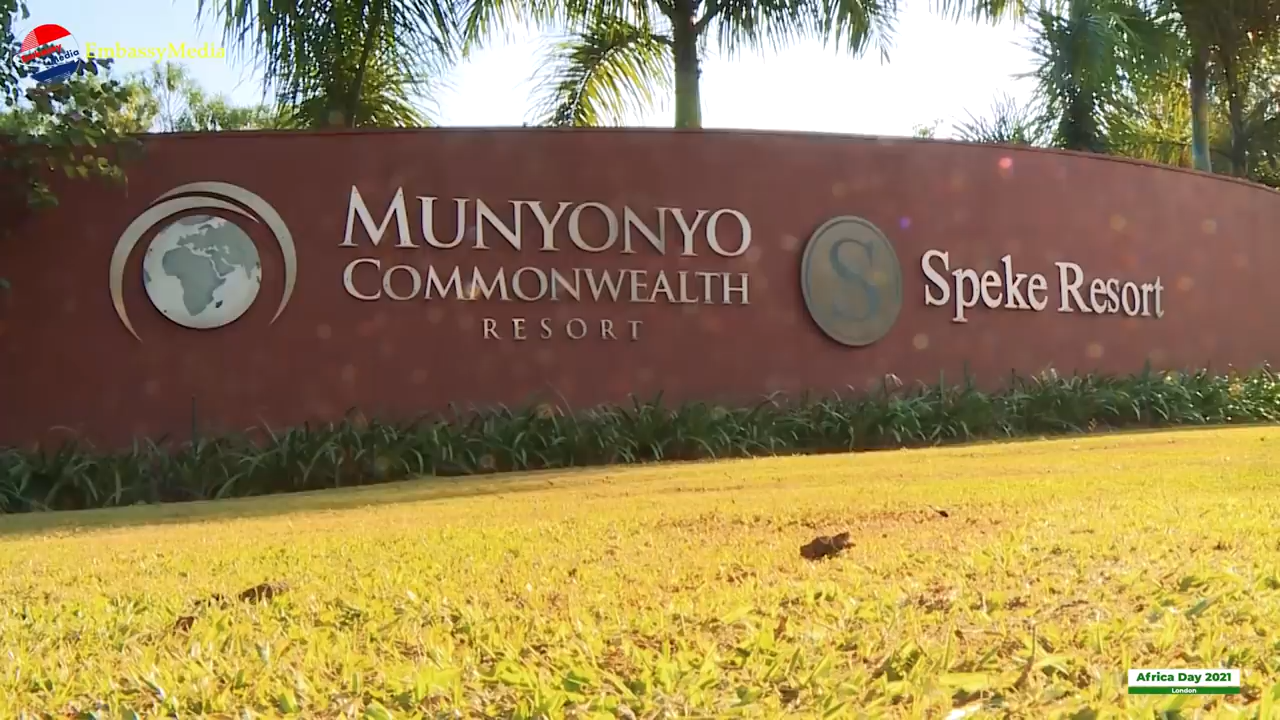 EmbassyMedia
MUNYONYO
COMMONWEALTH
RESORT
S
Speke Resort
Africa Day 2021
London